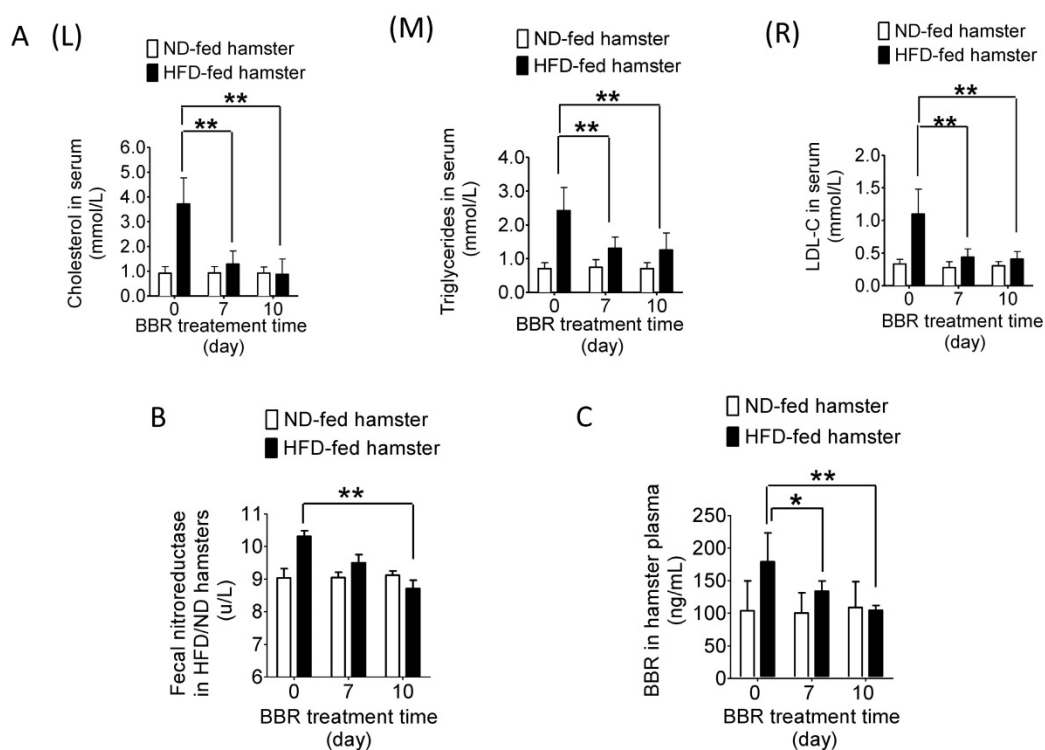 A (L)
ND-fed hamster
HFD-fed hamster
**
**
Cholesterol in serum
(mmol/L)
6.0
5.0
4.0
3.0
2.0
1.0
0.0
0 7 10
BBR treatement time
(day)
(M)
ND-fed hamster
HFD-fed hamster
**
**
Triglycerides in serum
(mmol/L)
4.0
3.0
2.0
1.0
0.0
0 7 10
BBR treatment time
(day)
(R)
ND-fed hamster
HFD-fed hamster
**
**
LDL-C in serum
(mmol/L)
2.0
1.5
1.0
0.5
0.0
0 7 10
BBR treatment time
(day)
B
ND-fed hamster
HFD-fed hamster
**
Fecal nitroreductase
in HFD/ND hamsters
(u/L)
11
10
9
8
7
6
0 7 10
BBR treatment time
(day)
C
ND-fed hamster
HFD-fed hamster
**
*
BBR in hamster plasma
(ng/mL)
250
200
150
100
50
0
0 7 10
BBR treatment time
(day)